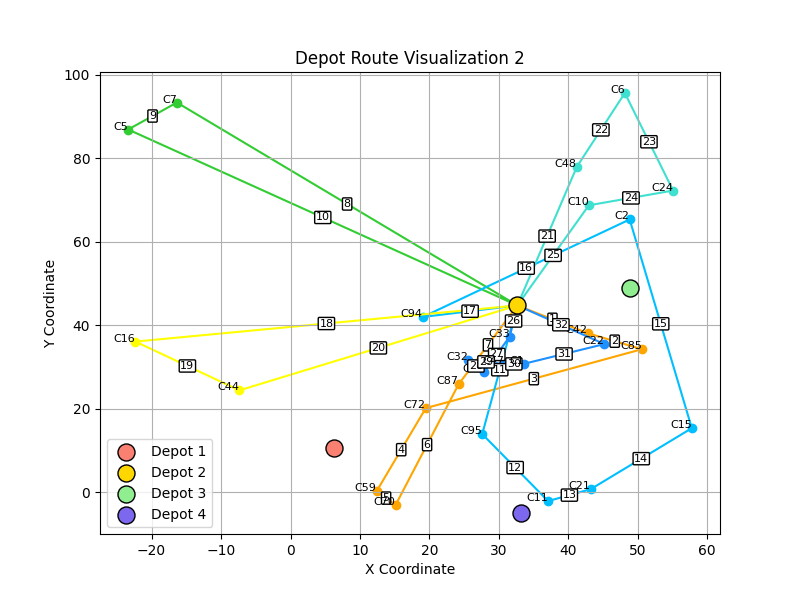 Depot Route Visualization 2
100
80
60
40
20
0
Y Coordinate
−20
−10
0
10
20
30
40
50
60
X Coordinate
C7
C5
9
8
10
C6
22
23
C48
C24
24
C10
C2
21
25
16
C94
17
18
C16
19
20
C44
26
C33
32
C42
C22
2
C85
15
7
27
C32
29
30
31
11
3
C87
C72
4
6
C95
12
C15
14
C59
C11
13
C21
Depot 1
Depot 2
Depot 3
Depot 4